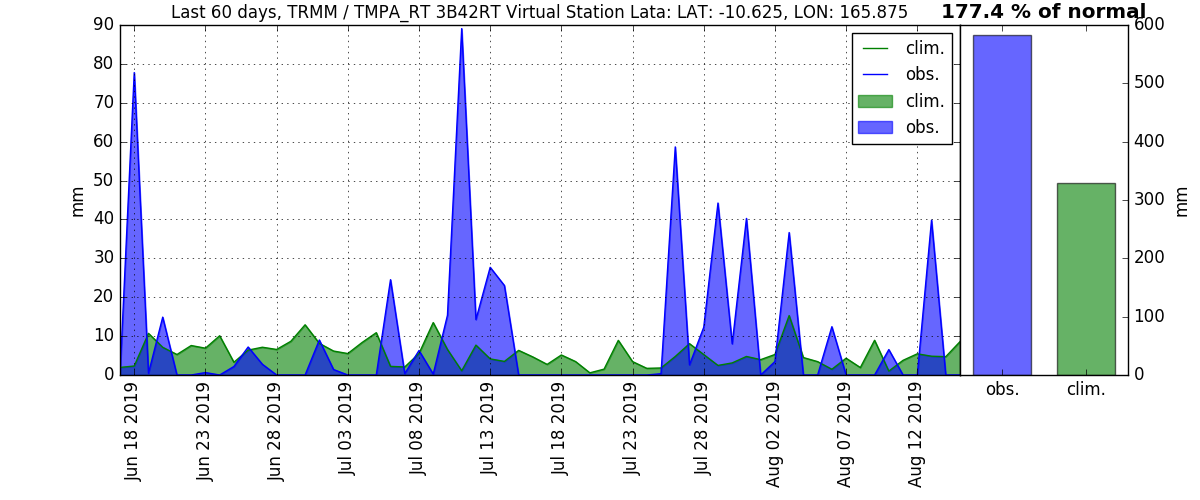 Last 60 days, TRMM / TMPA_RT 3B42RT Virtual Station Lata: LAT: -10.625, LON: 165.875
177.4 % of normal
90
80
70
60
50
40
30
20
10
0
mm
clim.
obs.
clim.
obs.
Jun 18 2019
Jun 23 2019
Jun 28 2019
Jul 03 2019
Jul 08 2019
Jul 13 2019
Jul 18 2019
Jul 23 2019
Jul 28 2019
Aug 02 2019
Aug 07 2019
Aug 12 2019
600
500
400
300
200
100
0
mm
obs.
clim.